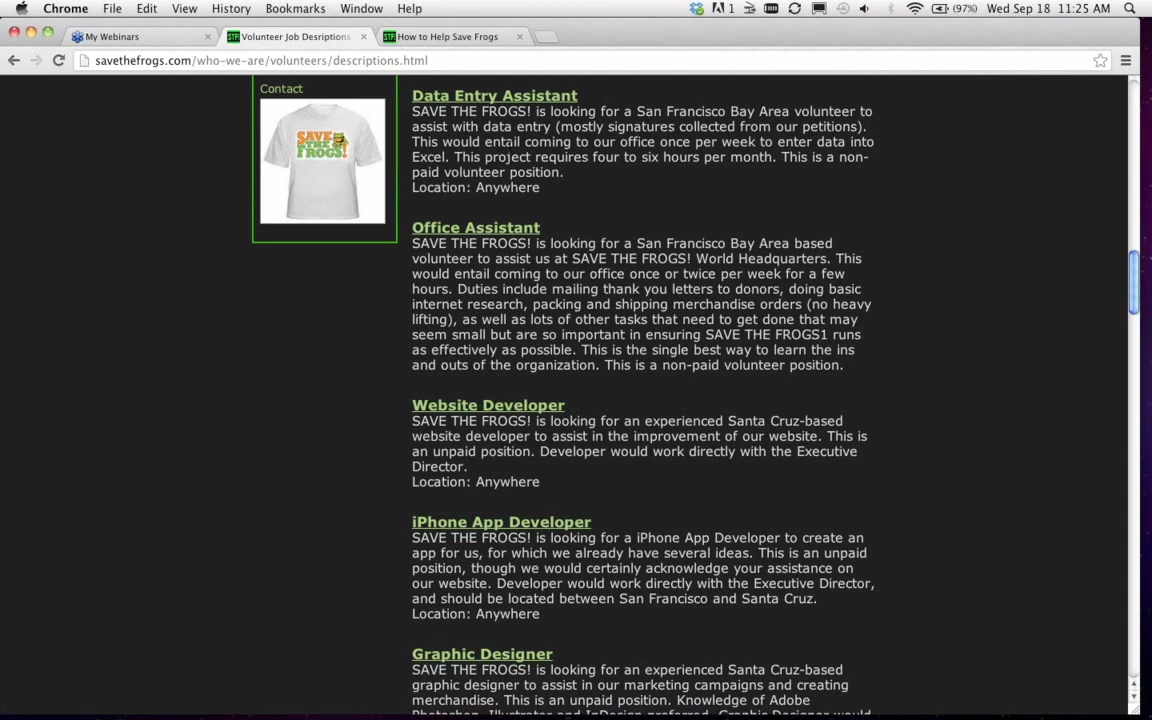 Chrome File Edit View History Bookmarks Window Help 1 (97%) Wed Sep 18 11:25 AM
My Webinars × Volunteer Job Desriptions × How to Help Save Frogs ×
savethefrogs.com/who-we-are/volunteers/descriptions.html
Contact
SAVE
THE
FROGS!
Data Entry Assistant
SAVE THE FROGS! is looking for a San Francisco Bay Area volunteer to
assist with data entry (mostly signatures collected from our petitions).
This would entail coming to our office once per week to enter data into
Excel. This project requires four to six hours per month. This is a non-
paid volunteer position.
Location: Anywhere
Office Assistant
SAVE THE FROGS! is looking for a San Francisco Bay Area based
volunteer to assist us at SAVE THE FROGS! World Headquarters. This
would entail coming to our office once or twice per week for a few
hours. Duties include mailing thank you letters to donors, doing basic
internet research, packing and shipping merchandise orders (no heavy
lifting), as well as lots of other tasks that need to get done that may
seem small but are so important in ensuring SAVE THE FROGS1 runs
as effectively as possible. This is the single best way to learn the ins
and outs of the organization. This is a non-paid volunteer position.
Website Developer
SAVE THE FROGS! is looking for an experienced Santa Cruz-based
website developer to assist in the improvement of our website. This is
an unpaid position. Developer would work directly with the Executive
Director.
Location: Anywhere
iPhone App Developer
SAVE THE FROGS! is looking for a iPhone App Developer to create an
app for us, for which we already have several ideas. This is an unpaid
position, though we would certainly acknowledge your assistance on
our website. Developer would work directly with the Executive Director,
and should be located between San Francisco and Santa Cruz.
Location: Anywhere
Graphic Designer
SAVE THE FROGS! is looking for an experienced Santa Cruz-based
graphic designer to assist in our marketing campaigns and creating
merchandise. This is an unpaid position. Knowledge of Adobe
Photoshop, Illustrator and InDesign preferred. Graphic Designer would